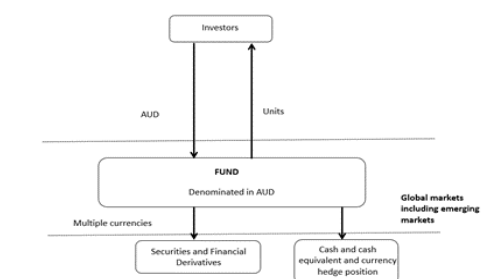 Investors
AUD
Units
FUND
Denominated in AUD
Global markets
including emerging
markets
Multiple currencies
Securities and Financial
Derivatives
Cash and cash
equivalent and currency
hedge position